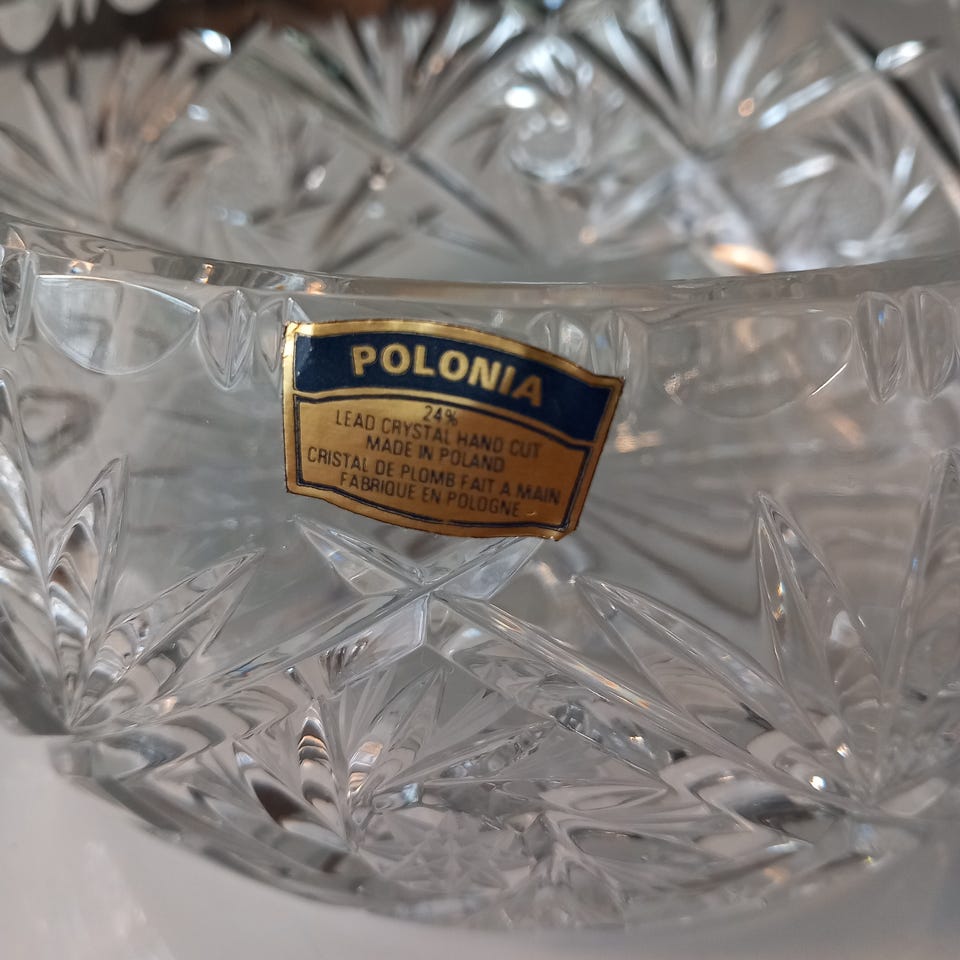 POLONIA
24%
LEAD CRYSTAL HAND CUT
MADE IN POLAND
CRISTAL DE PLOMB FAIT A MAIN
FABRIQUE EN POLOGNE